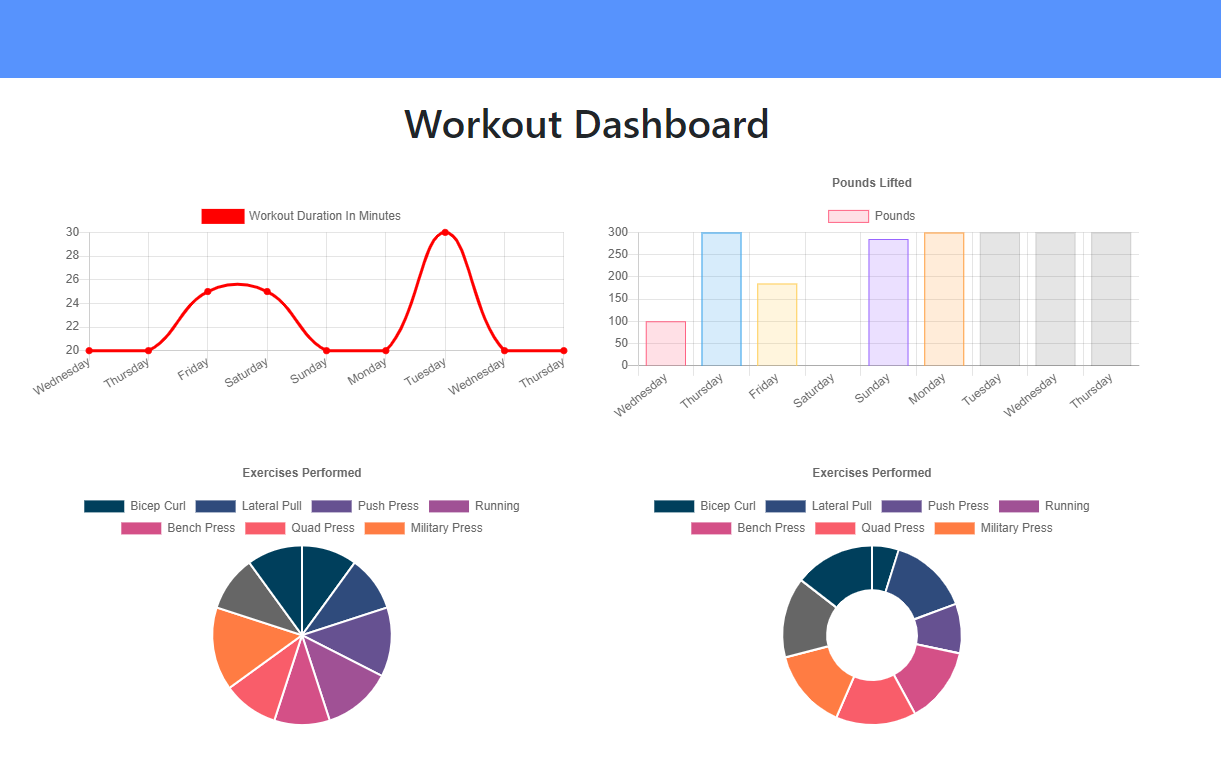 Workout Dashboard
Workout Duration In Minutes
30
28
26
24
22
20
Wednesday Thursday Friday Saturday Sunday Monday Tuesday Wednesday Thursday
Pounds Lifted
Pounds
300
250
200
150
100
50
0
Wednesday Thursday Friday Saturday Sunday Monday Tuesday Wednesday Thursday
Exercises Performed
Bicep Curl Lateral Pull Push Press Running
Bench Press Quad Press Military Press
Exercises Performed
Bicep Curl Lateral Pull Push Press Running
Bench Press Quad Press Military Press